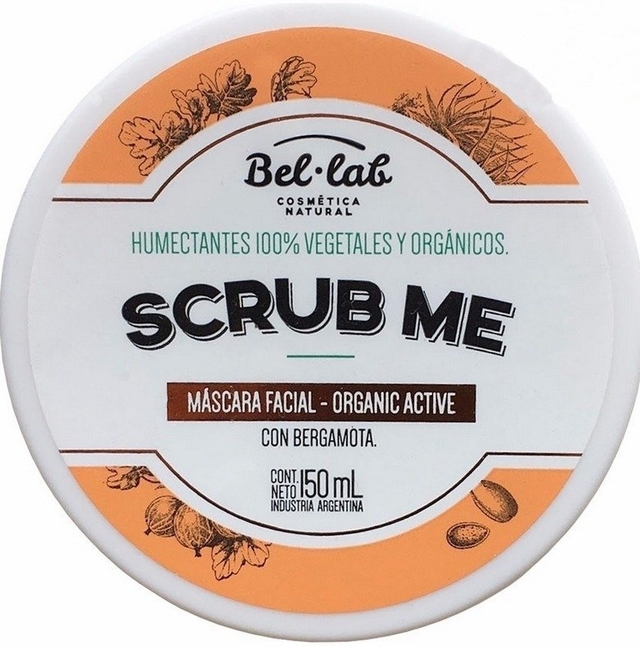 Bel·lab
COSMÉTICA
NATURAL
HUMECTANTES 100% VEGETALES Y ORGÁNICOS.
SCRUB ME
MÁSCARA FACIAL - ORGANIC ACTIVE
CON BERGAMOTA.
CONT. NETO 150 mL
INDUSTRIA ARGENTINA